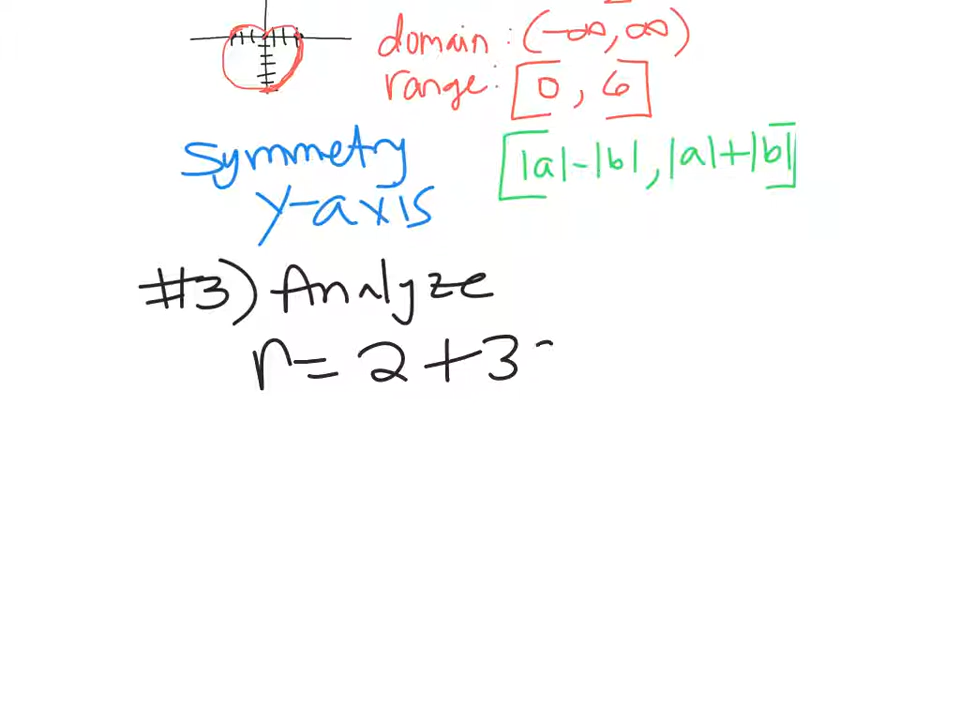 domain: (-∞, ∞)
range: [0, 6]
Symmetry
y-axis
[|a|-|b|, |a|+|b|]
#3) Analyze
r = 2 + 3